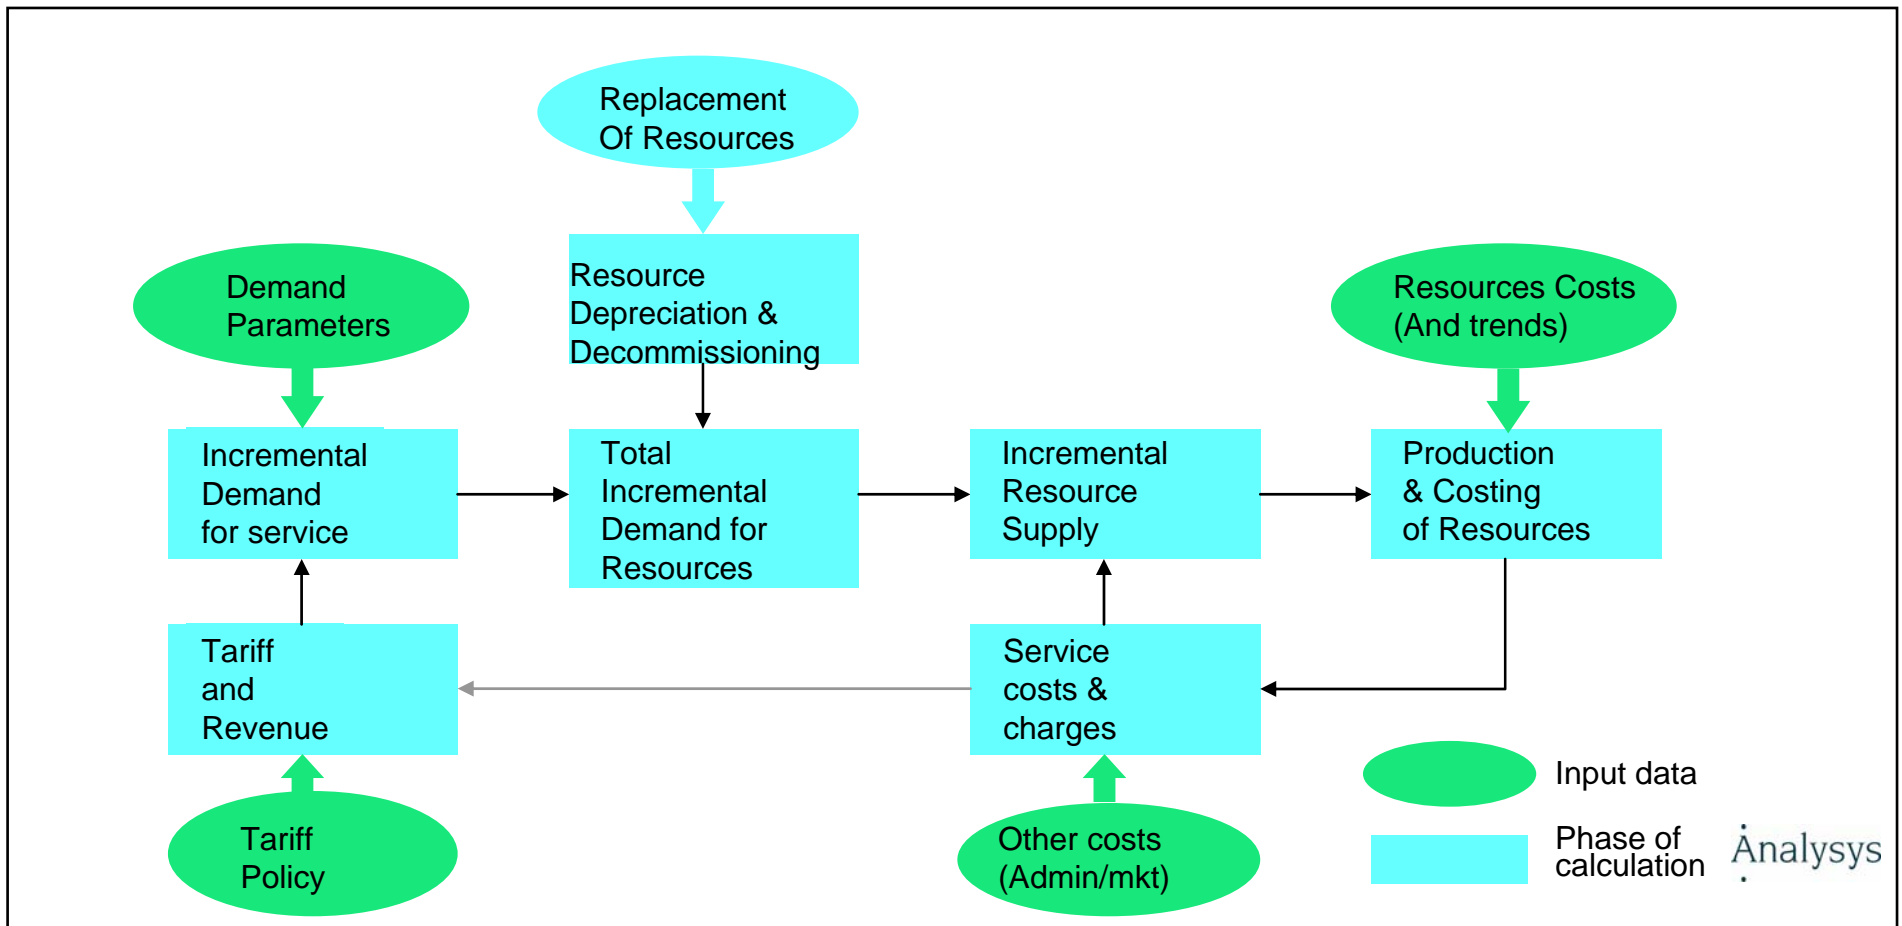 Replacement
Of Resources
Demand
Parameters
Resource
Depreciation &
Decommissioning
Resources Costs
(And trends)
Incremental
Demand
for service
Total
Incremental
Demand for
Resources
Incremental
Resource
Supply
Production
& Costing
of Resources
Tariff
and
Revenue
Service
costs &
charges
Tariff
Policy
Other costs
(Admin/mkt)
Input data
Phase of
calculation
Analysys